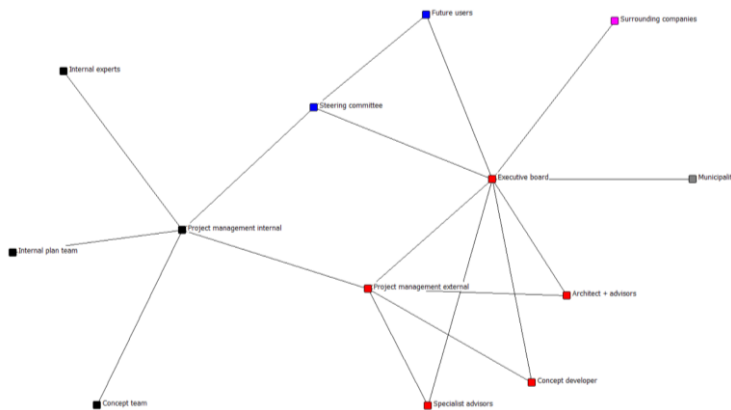 Future users
Surrounding companies
Internal experts
Steering committee
Executive board
Municipalit
Project management internal
Internal plan team
Project management external
Architect + advisors
Concept developer
Concept team
Specialist advisors